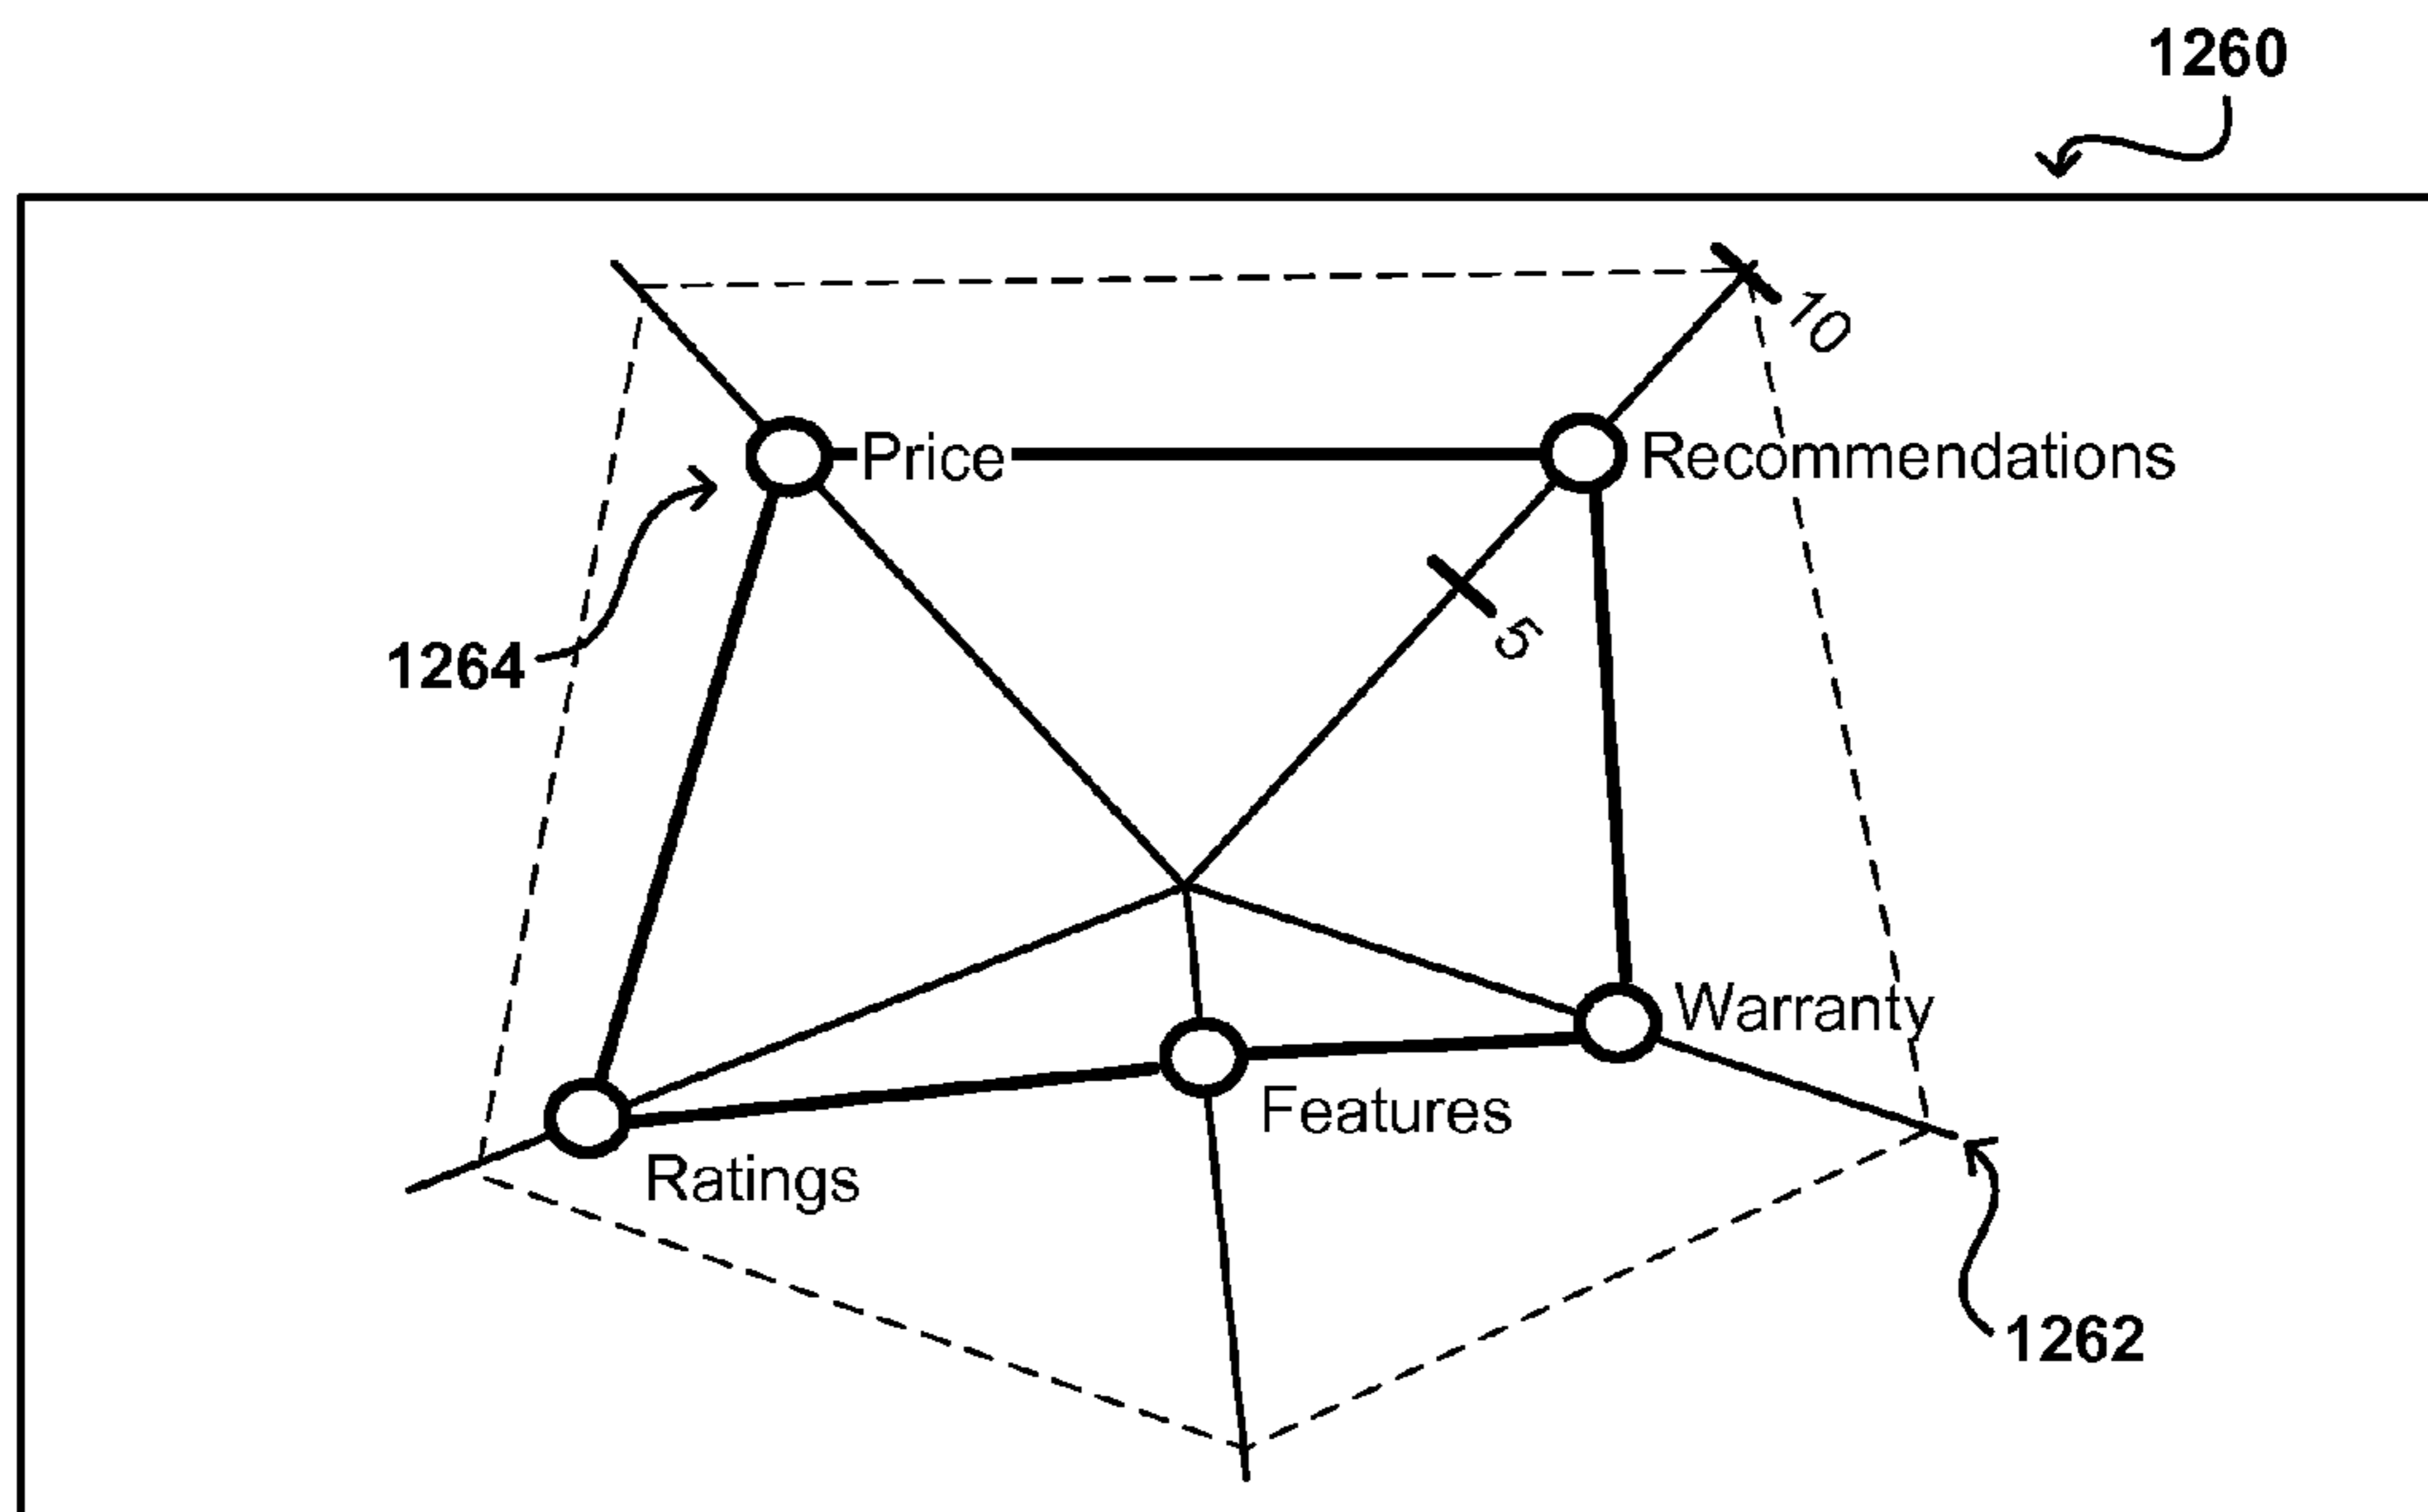 1260
10
Price
Recommendations
5
1264
Warranty
Features
Ratings
1262